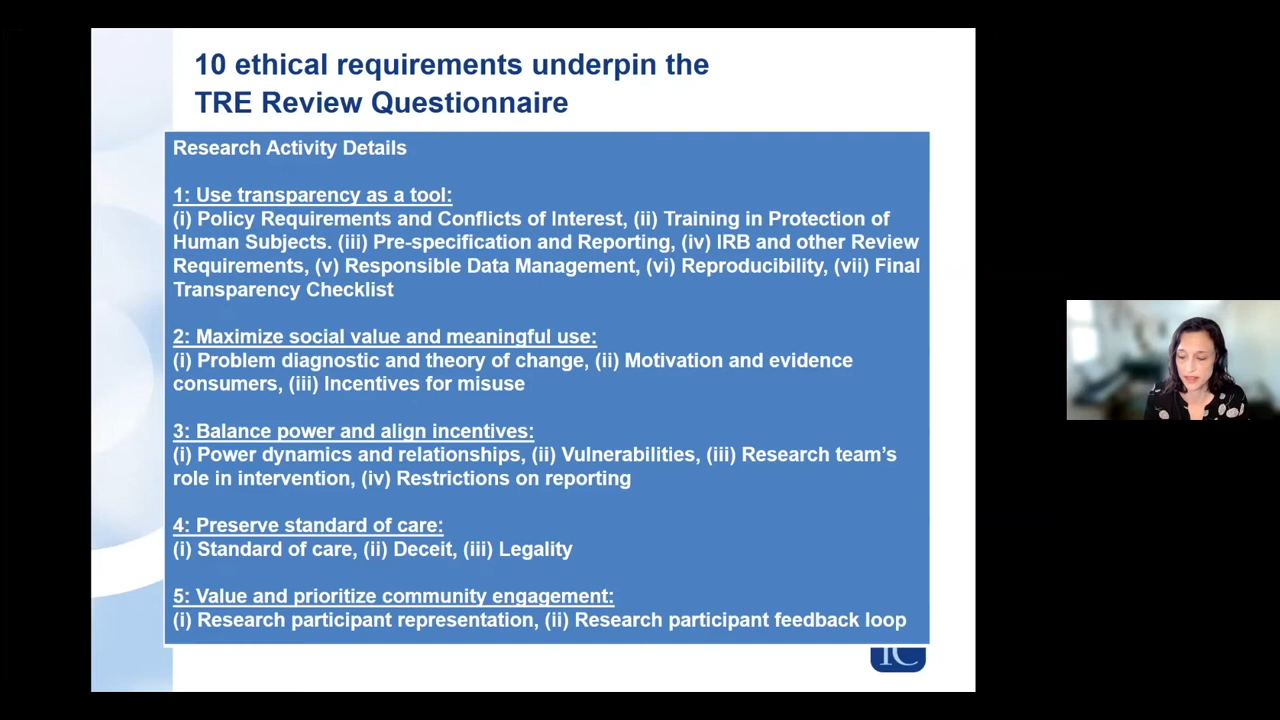 10 ethical requirements underpin the
TRE Review Questionnaire
Research Activity Details
1: Use transparency as a tool:
(i) Policy Requirements and Conflicts of Interest, (ii) Training in Protection of
Human Subjects. (iii) Pre-specification and Reporting, (iv) IRB and other Review
Requirements, (v) Responsible Data Management, (vi) Reproducibility, (vii) Final
Transparency Checklist
2: Maximize social value and meaningful use:
(i) Problem diagnostic and theory of change, (ii) Motivation and evidence
consumers, (iii) Incentives for misuse
3: Balance power and align incentives:
(i) Power dynamics and relationships, (ii) Vulnerabilities, (iii) Research team’s
role in intervention, (iv) Restrictions on reporting
4: Preserve standard of care:
(i) Standard of care, (ii) Deceit, (iii) Legality
5: Value and prioritize community engagement:
(i) Research participant representation, (ii) Research participant feedback loop
IC